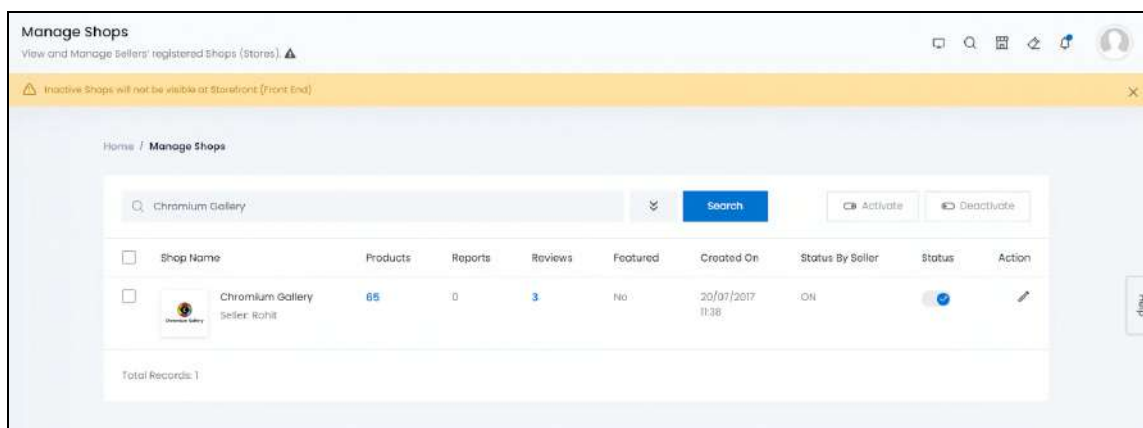 Manage Shops
View and Manage Sellers' registered Shops (Stores).
Inactive Shops will not be visible at Storefront (Front End)
Home / Manage Shops
Chromium Gallery
Search
Activate
Deactivate
Shop Name Products Reports Reviews Featured Created On Status By Seller Status Action
Chromium Gallery 65 0 3 No 20/07/2017 ON
Seller: Rohit 11:38
Chromium Gallery
Total Records: 1
Help